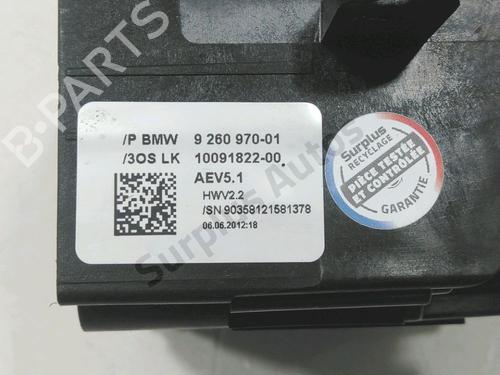 /P BMW 9 260 970-01
/3OS LK 10091822-00
AEV5.1
HWV2.2
/SN 90358121581378
06.06.2012:18
Surplus
RECYCLAGE
PIÈCE TESTÉE
ET CONTRÔLÉE
GARANTIE
B-PARTS
Surplus Autos